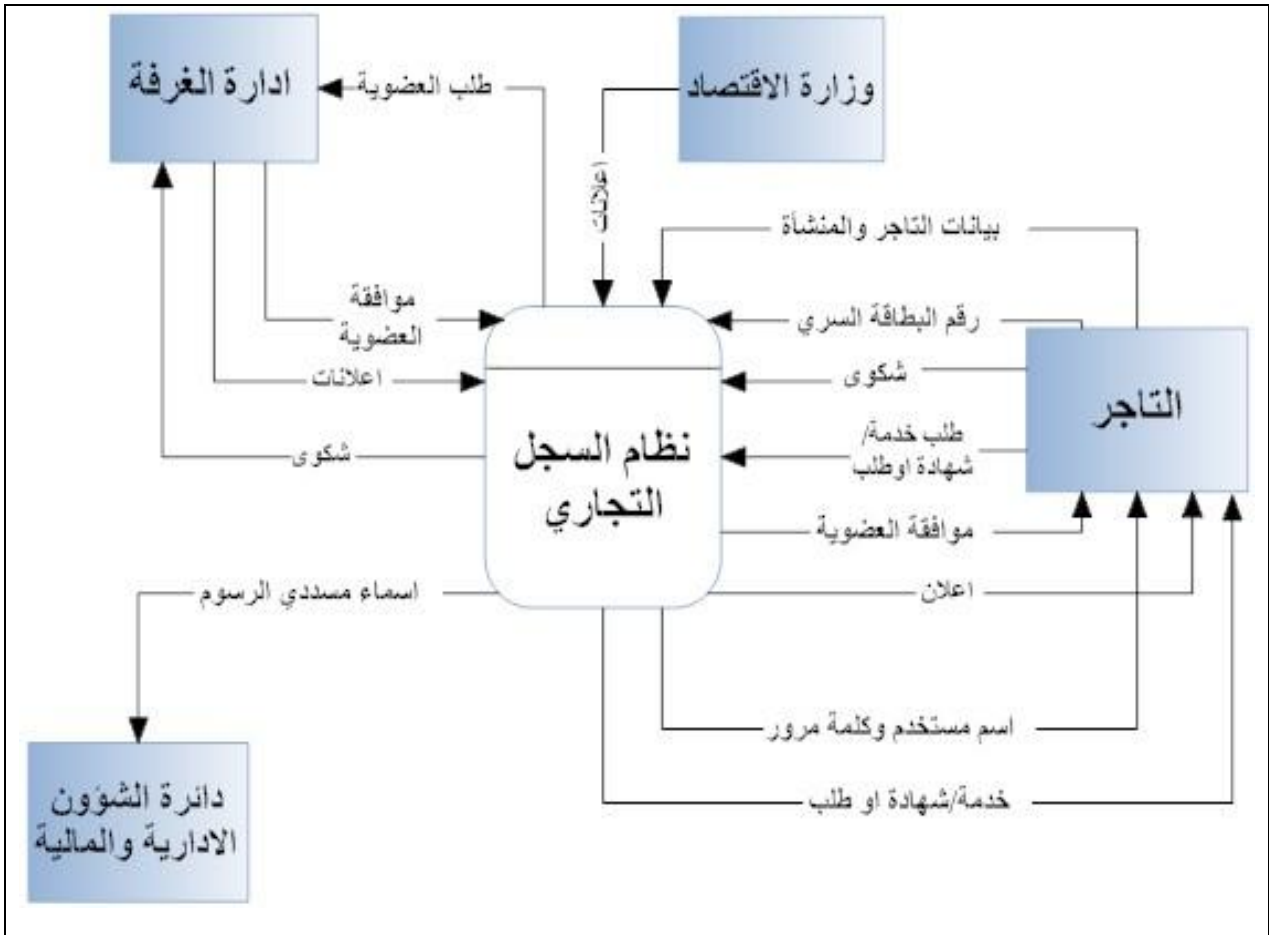 وزارة الاقتصاد
ادارة الغرفة
طلب العضوية
اعلانات
بيانات التاجر والمنشأة
موافقة
العضوية
رقم البطاقة السري
اعلانات
شكوى
التاجر
طلب خدمة/
شهادة اوطلب
نظام السجل
التجاري
شكوى
موافقة العضوية
اعلان
اسماء مسددي الرسوم
اسم مستخدم وكلمة مرور
خدمة/شهادة او طلب
دائرة الشؤون
الادارية والمالية